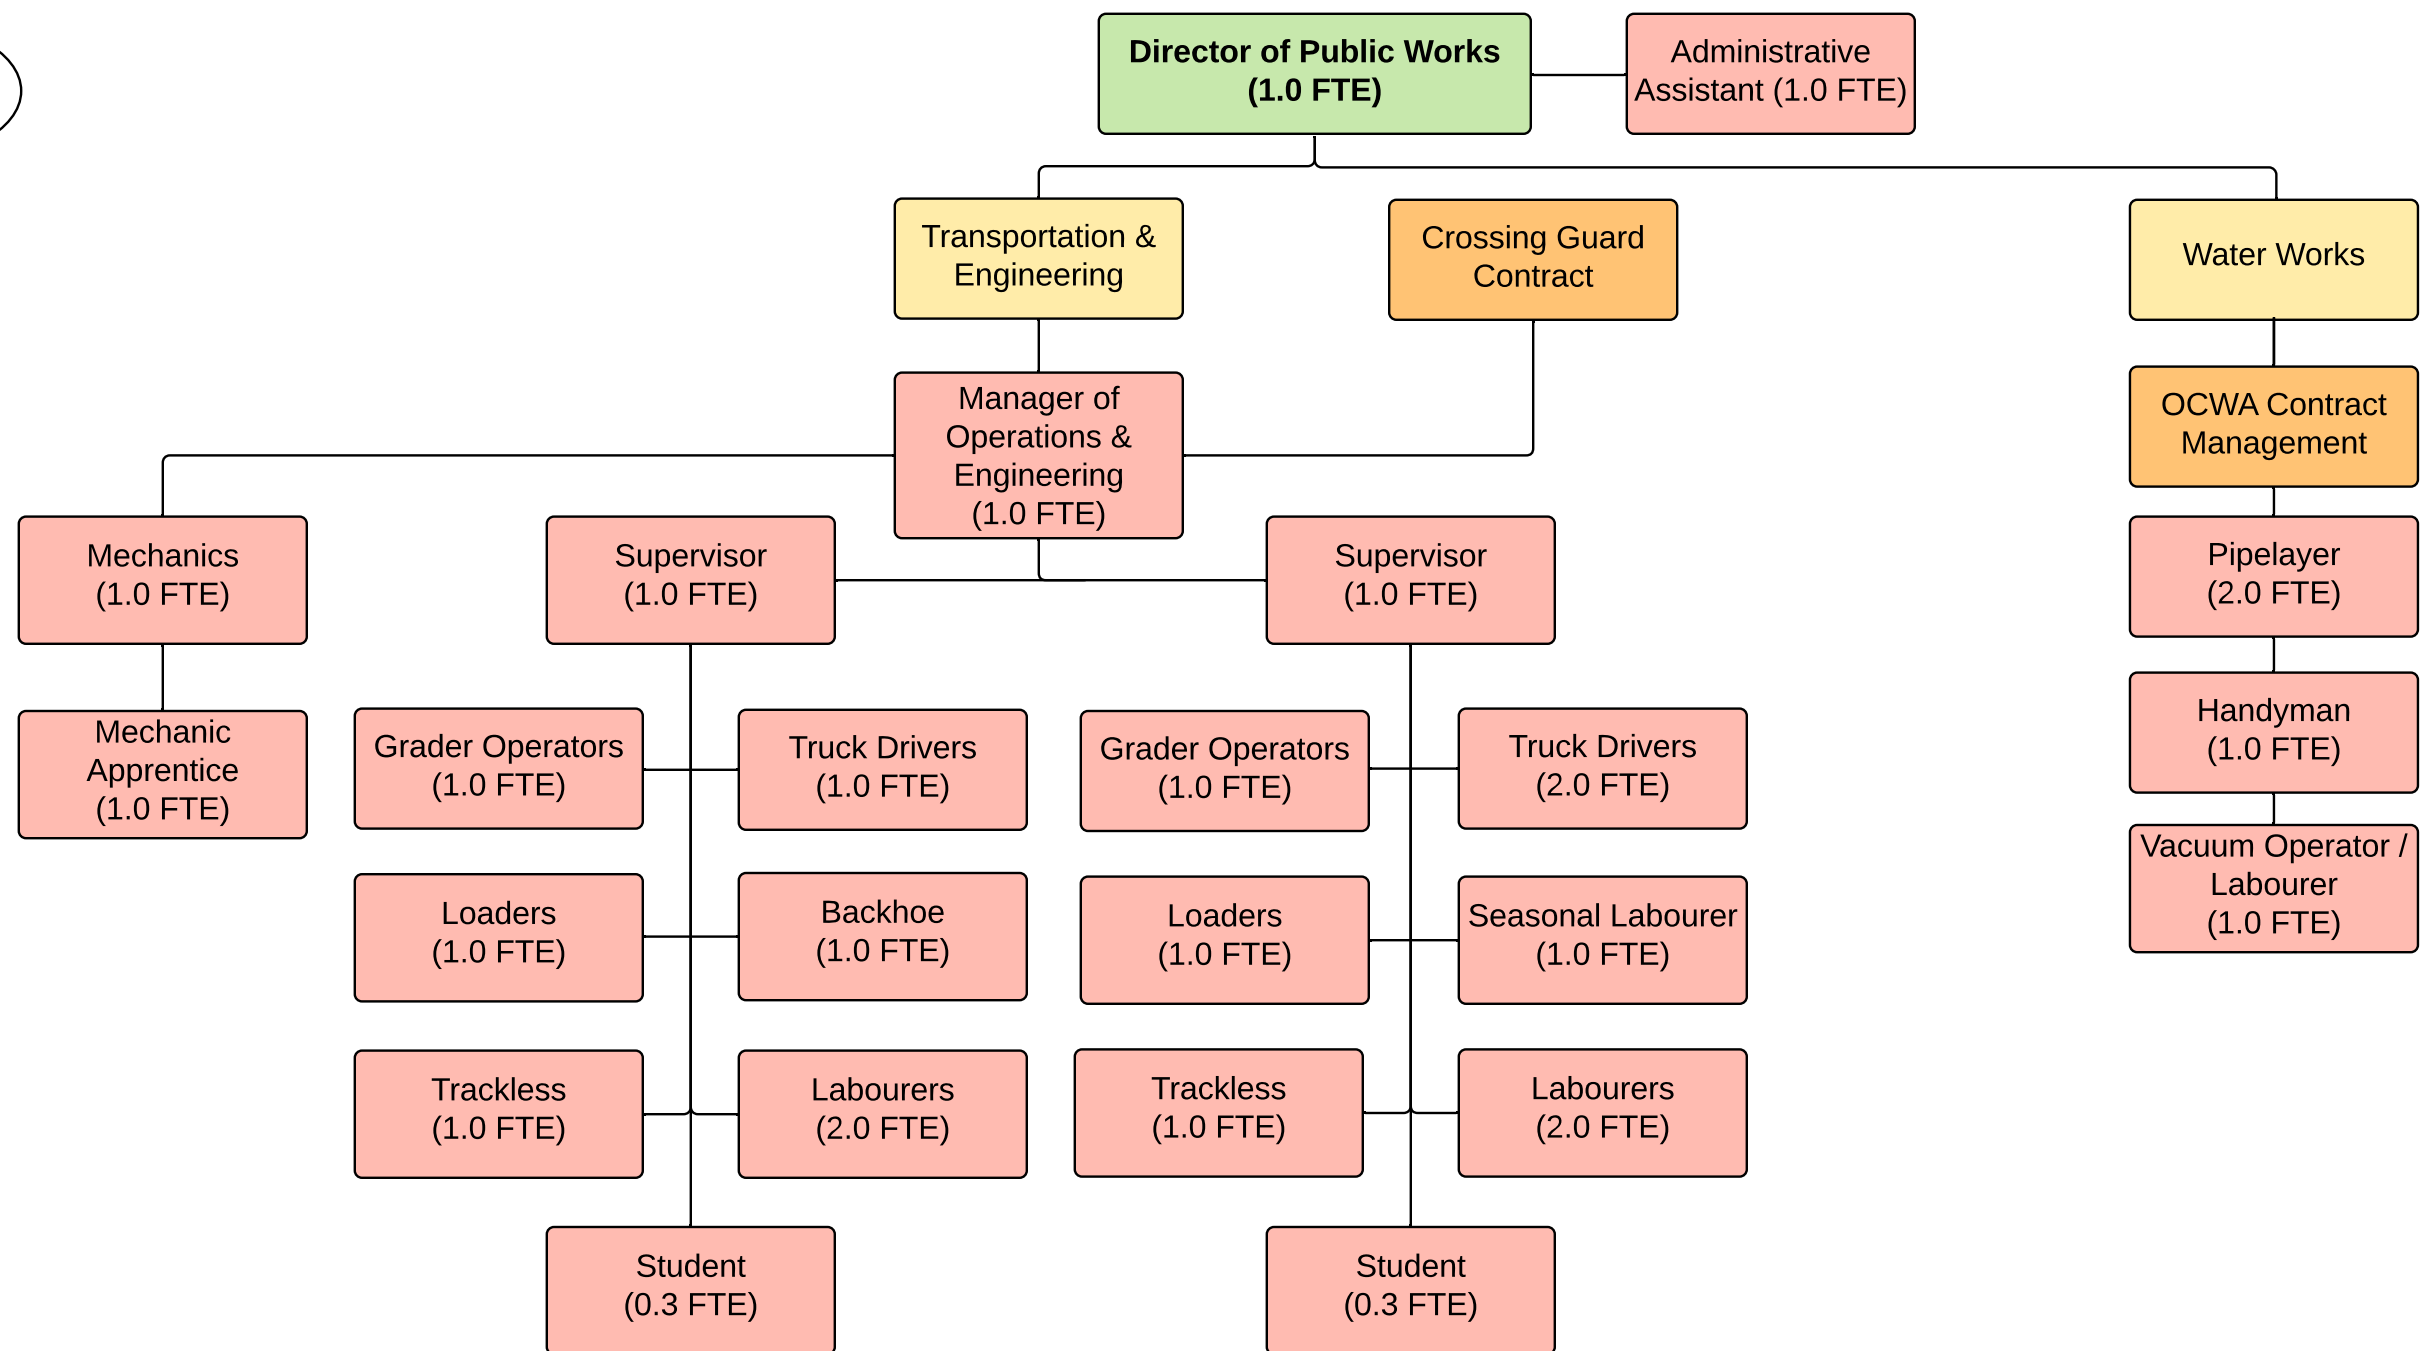 Director of Public Works
(1.0 FTE)
Administrative
Assistant (1.0 FTE)
Transportation &
Engineering
Crossing Guard
Contract
Water Works
Manager of
Operations &
Engineering
(1.0 FTE)
OCWA Contract
Management
Mechanics
(1.0 FTE)
Supervisor
(1.0 FTE)
Supervisor
(1.0 FTE)
Pipelayer
(2.0 FTE)
Mechanic
Apprentice
(1.0 FTE)
Grader Operators
(1.0 FTE)
Truck Drivers
(1.0 FTE)
Grader Operators
(1.0 FTE)
Truck Drivers
(2.0 FTE)
Handyman
(1.0 FTE)
Loaders
(1.0 FTE)
Backhoe
(1.0 FTE)
Loaders
(1.0 FTE)
Seasonal Labourer
(1.0 FTE)
Vacuum Operator /
Labourer
(1.0 FTE)
Trackless
(1.0 FTE)
Labourers
(2.0 FTE)
Trackless
(1.0 FTE)
Labourers
(2.0 FTE)
Student
(0.3 FTE)
Student
(0.3 FTE)